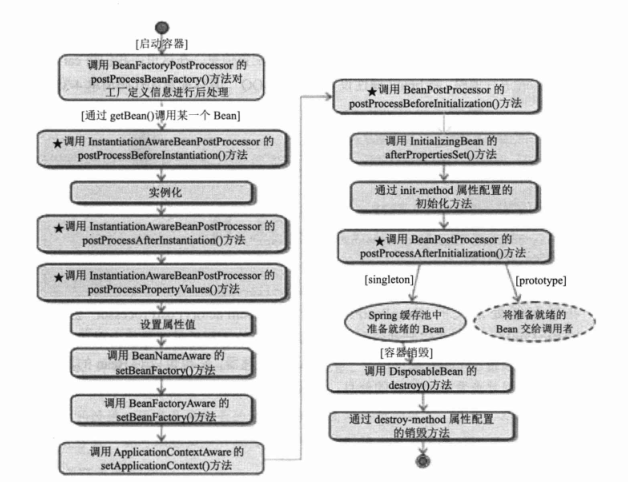 [启动容器]
调用 BeanFactoryPostProcessor 的
postProcessBeanFactory()方法对
工厂定义信息进行后处理
[通过 getBean()调用某一个 Bean]
★调用 InstantiationAwareBeanPostProcessor 的
postProcessBeforeInstantiation()方法
实例化
★调用 InstantiationAwareBeanPostProcessor 的
postProcessAfterInstantiation()方法
★调用 InstantiationAwareBeanPostProcessor 的
postProcessPropertyValues()方法
设置属性值
调用 BeanNameAware 的
setBeanFactory()方法
调用 BeanFactoryAware 的
setBeanFactory()方法
调用 ApplicationContextAware 的
setApplicationContext()方法
★调用 BeanPostProcessor 的
postProcessBeforeInitialization()方法
调用 InitializingBean 的
afterPropertiesSet()方法
通过 init-method 属性配置的
初始化方法
★调用 BeanPostProcessor 的
postProcessAfterInitialization()方法
[singleton]
[prototype]
Spring 缓存池中
准备就绪的 Bean
将准备就绪的
Bean 交给调用者
[容器销毁]
调用 DisposableBean 的
destroy()方法
通过 destroy-method 属性配置
的销毁方法